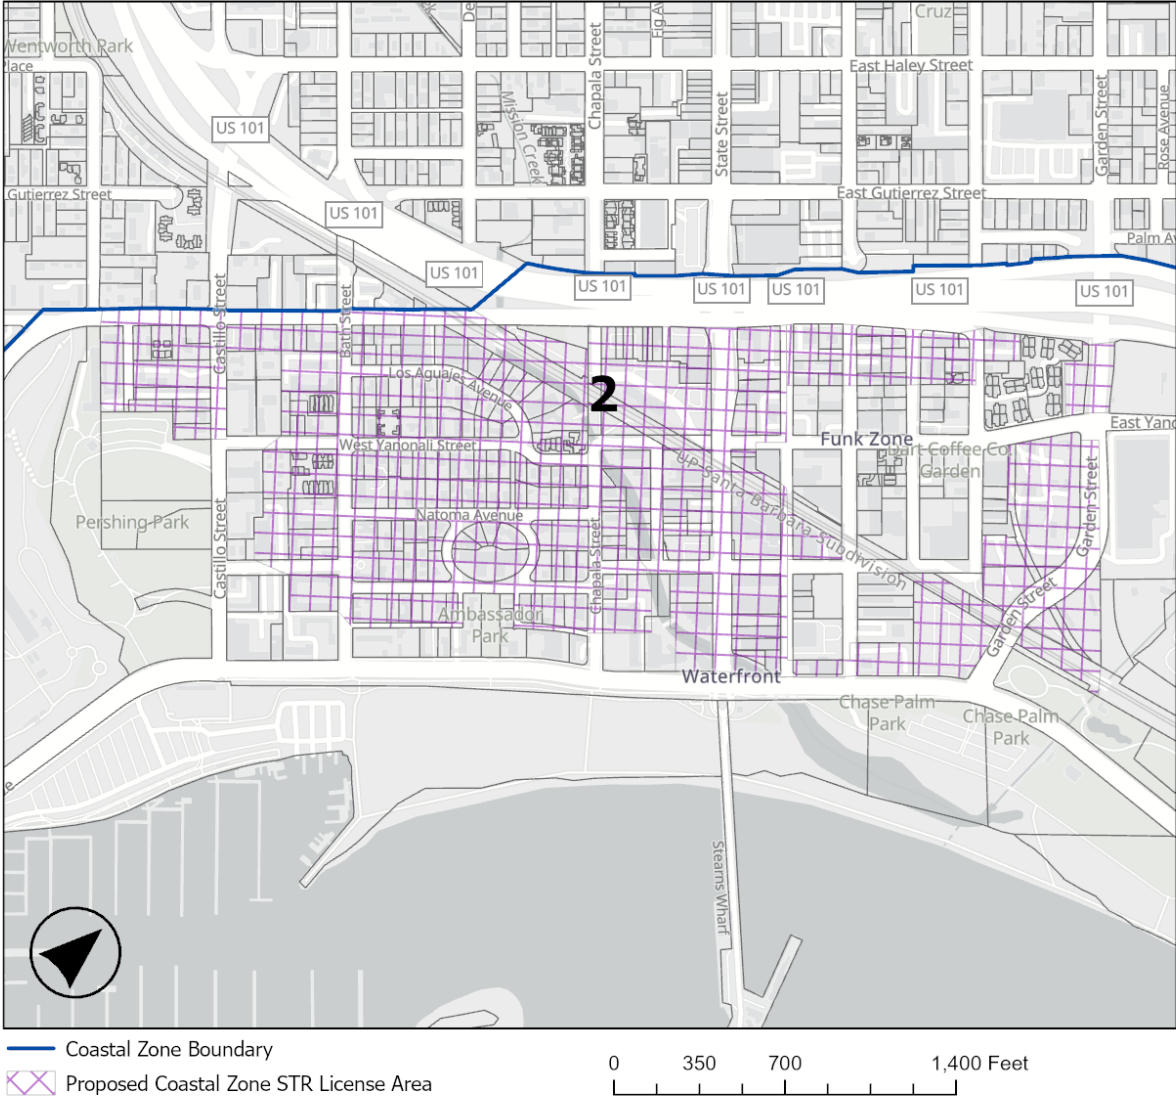 Cruz
Wentworth Park
Place
East Haley Street
Chapala Street
Fig Av
De
State Street
Garden Street
Rose Avenue
US 101
Mission Creek
Gutierrez Street
East Gutierrez Street
US 101
Palm Av
US 101
US 101
US 101
US 101
US 101
US 101
Castillo Street
Bath Street
Los Aguajes Avenue
2
West Yanonali Street
Funk Zone
East Yano
Dart Coffee Co.
Garden
UP Santa Barbara Subdivision
Garden Street
Pershing Park
Castillo Street
Natoma Avenue
Chapala Street
Garden Street
Ambassador
Park
Waterfront
Chase Palm
Park
Chase Palm
Park
Stearns Wharf
Coastal Zone Boundary
Proposed Coastal Zone STR License Area
0 350 700 1,400 Feet